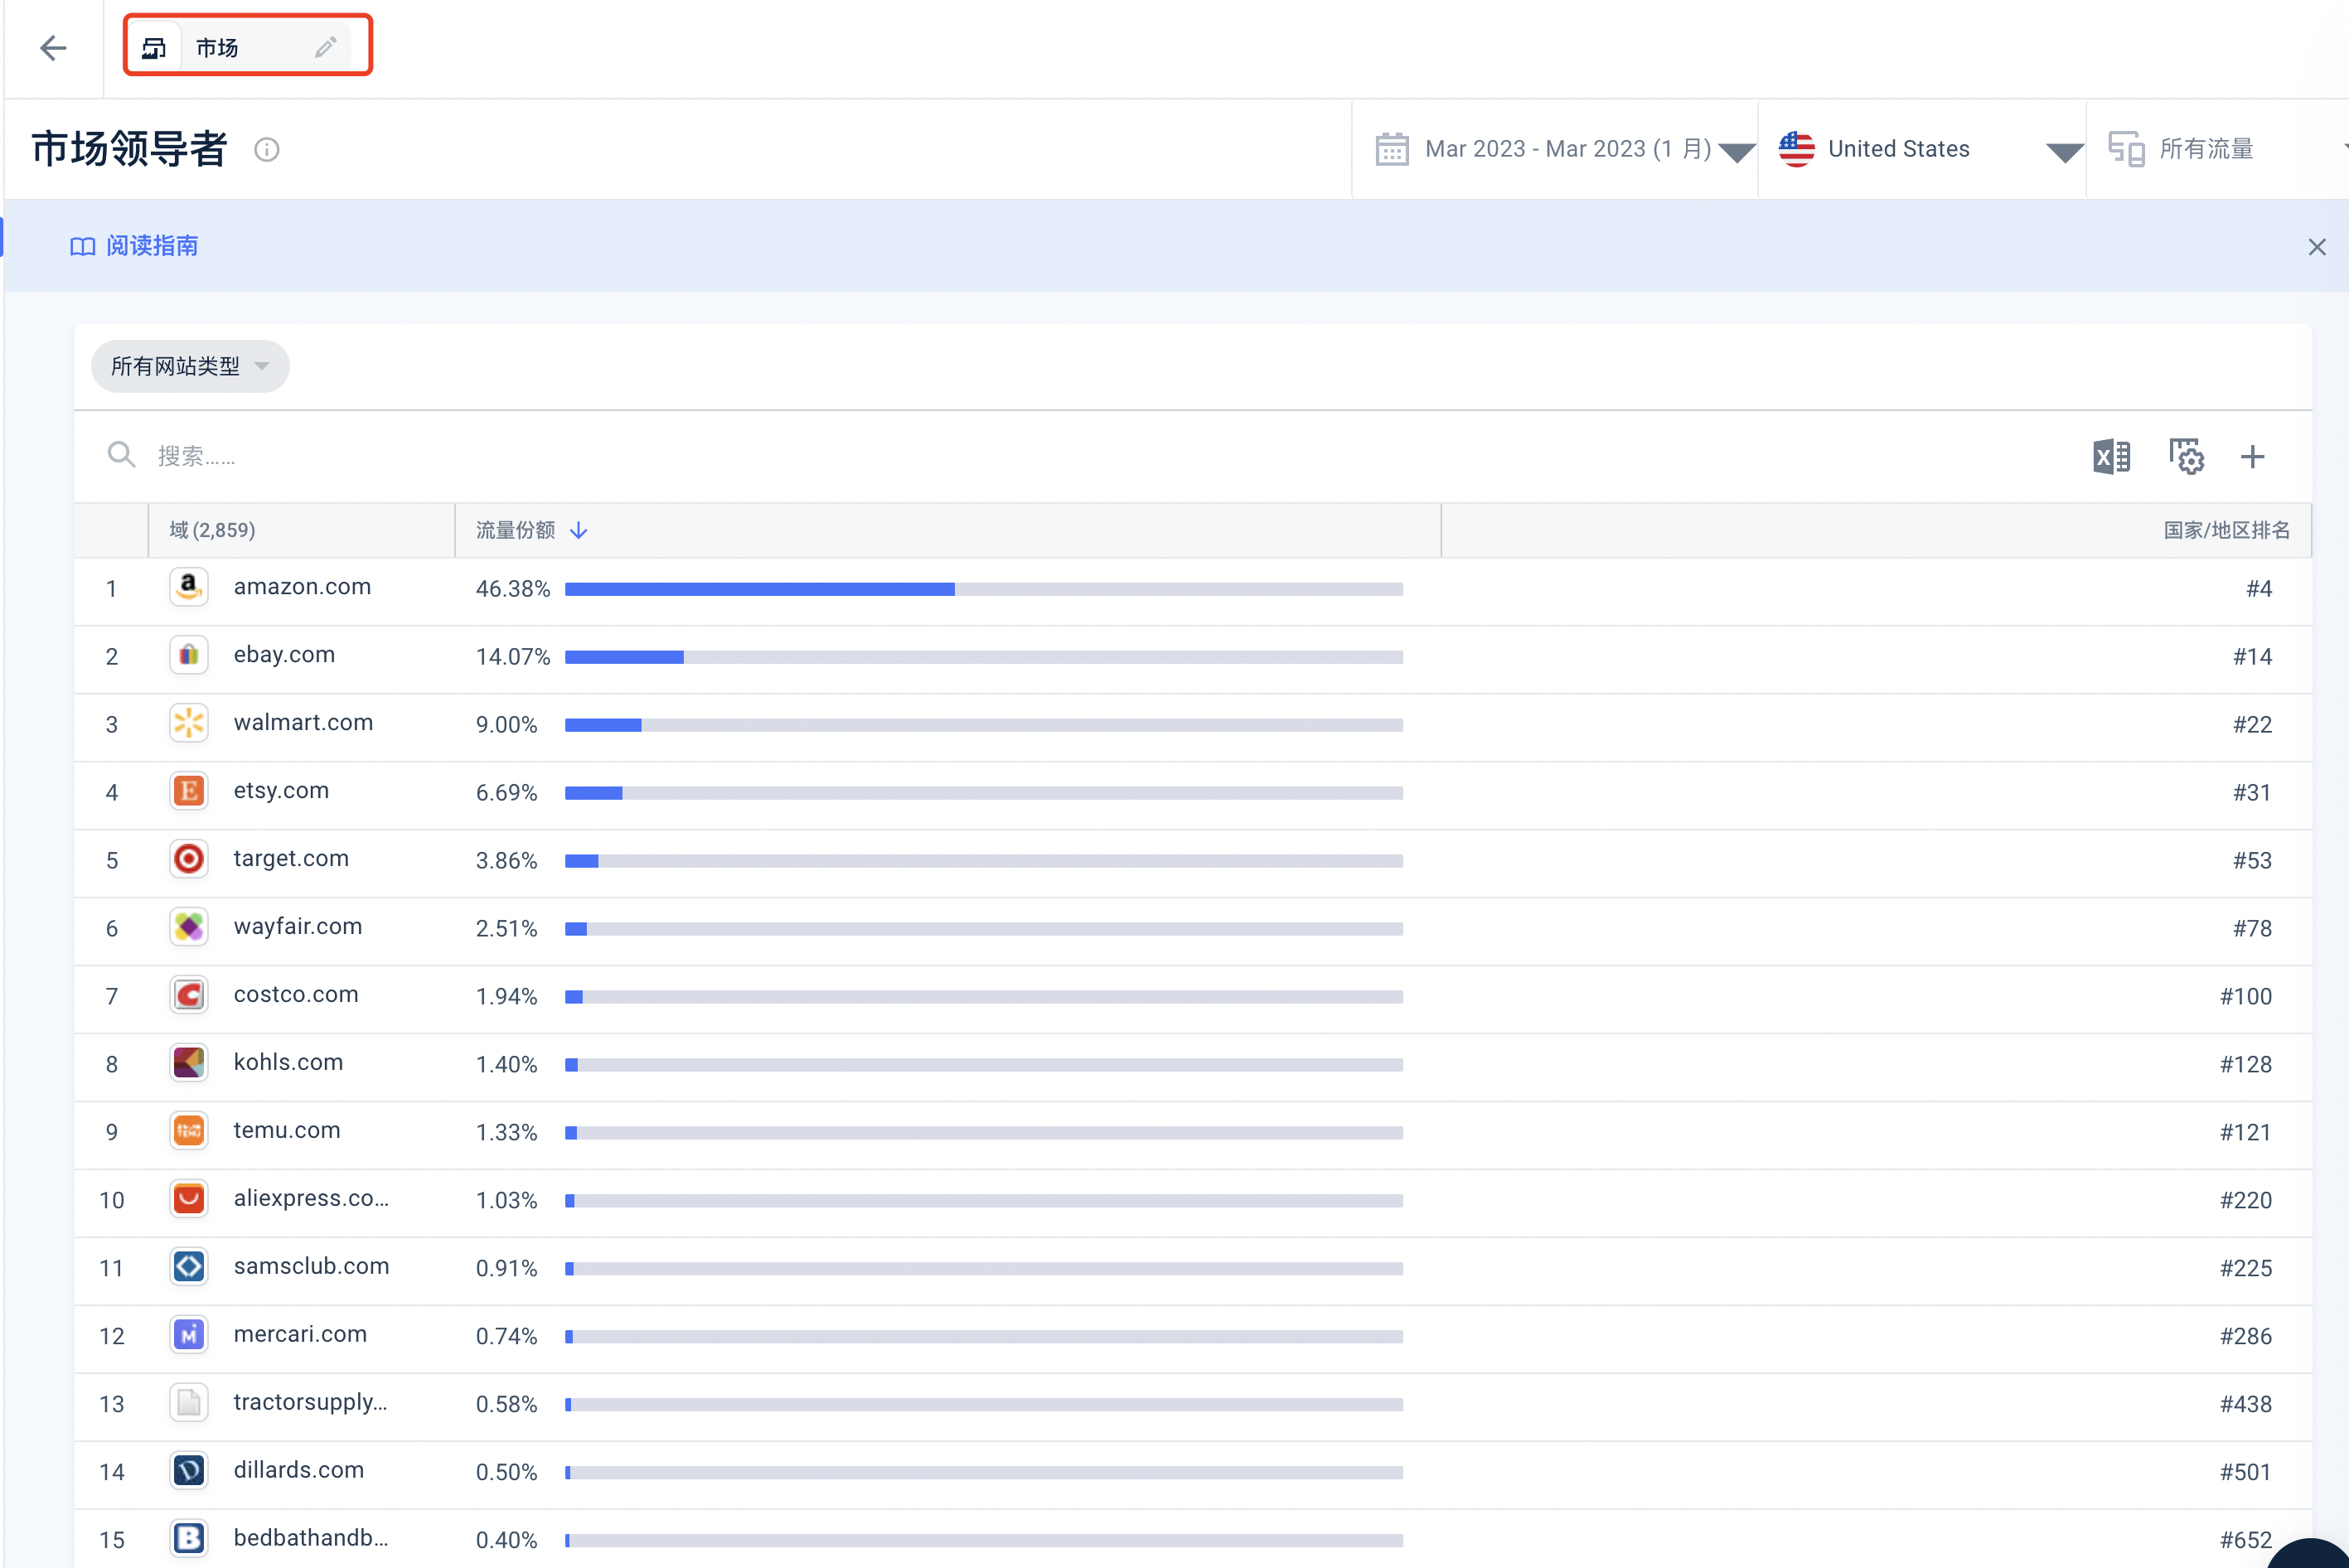 市场
市场领导者
Mar 2023 - Mar 2023 (1 月)
United States
所有流量
阅读指南
所有网站类型
搜索......
域 (2,859) 流量份额 国家/地区排名
1 amazon.com 46.38% #4
2 ebay.com 14.07% #14
3 walmart.com 9.00% #22
4 etsy.com 6.69% #31
5 target.com 3.86% #53
6 wayfair.com 2.51% #78
7 costco.com 1.94% #100
8 kohls.com 1.40% #128
9 temu.com 1.33% #121
10 aliexpress.co... 1.03% #220
11 samsclub.com 0.91% #225
12 mercari.com 0.74% #286
13 tractorsupply... 0.58% #438
14 dillards.com 0.50% #501
15 bedbathandb... 0.40% #652